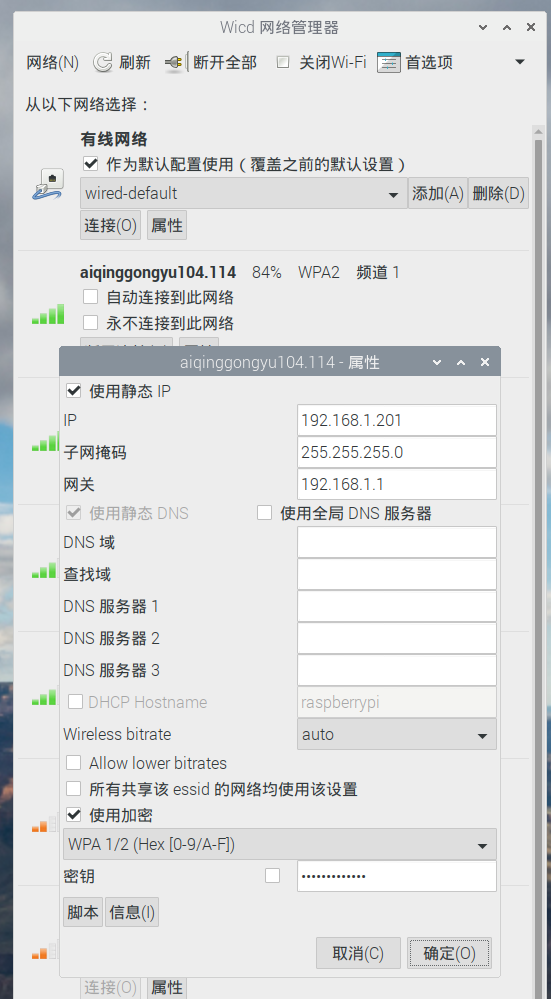 Wicd 网络管理器
网络(N) 刷新 断开全部 关闭Wi-Fi 首选项
从以下网络选择：
有线网络
作为默认配置使用（覆盖之前的默认设置）
wired-default 添加(A) 删除(D)
连接(O) 属性
aiqinggongyu104.114 84% WPA2 频道 1
自动连接到此网络
永不连接到此网络
aiqinggongyu104.114 - 属性
使用静态 IP
IP 192.168.1.201
子网掩码 255.255.255.0
网关 192.168.1.1
使用静态 DNS 使用全局 DNS 服务器
DNS 域
查找域
DNS 服务器 1
DNS 服务器 2
DNS 服务器 3
DHCP Hostname raspberrypi
Wireless bitrate auto
Allow lower bitrates
所有共享该 essid 的网络均使用该设置
使用加密
WPA 1/2 (Hex [0-9/A-F])
密钥 •••••••••••••
脚本 信息(I)
取消(C) 确定(O)
连接(O) 属性